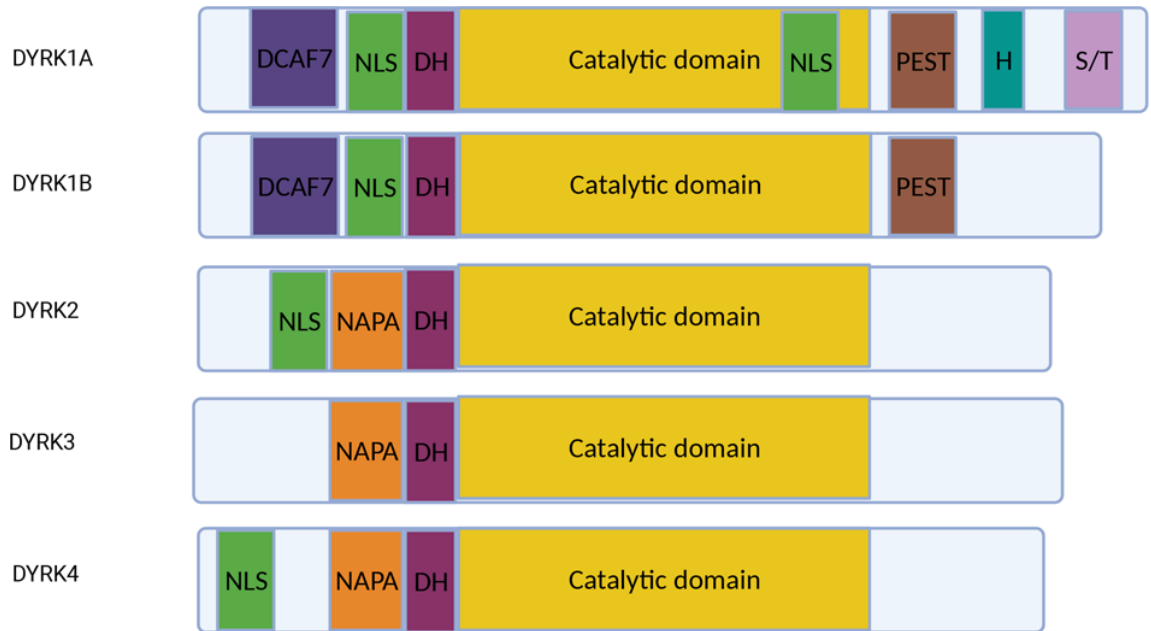 DYRK1A DCAF7 NLS DH Catalytic domain NLS PEST H S/T
DYRK1B DCAF7 NLS DH Catalytic domain PEST
DYRK2 NLS NAPA DH Catalytic domain
DYRK3 NAPA DH Catalytic domain
DYRK4 NLS NAPA DH Catalytic domain